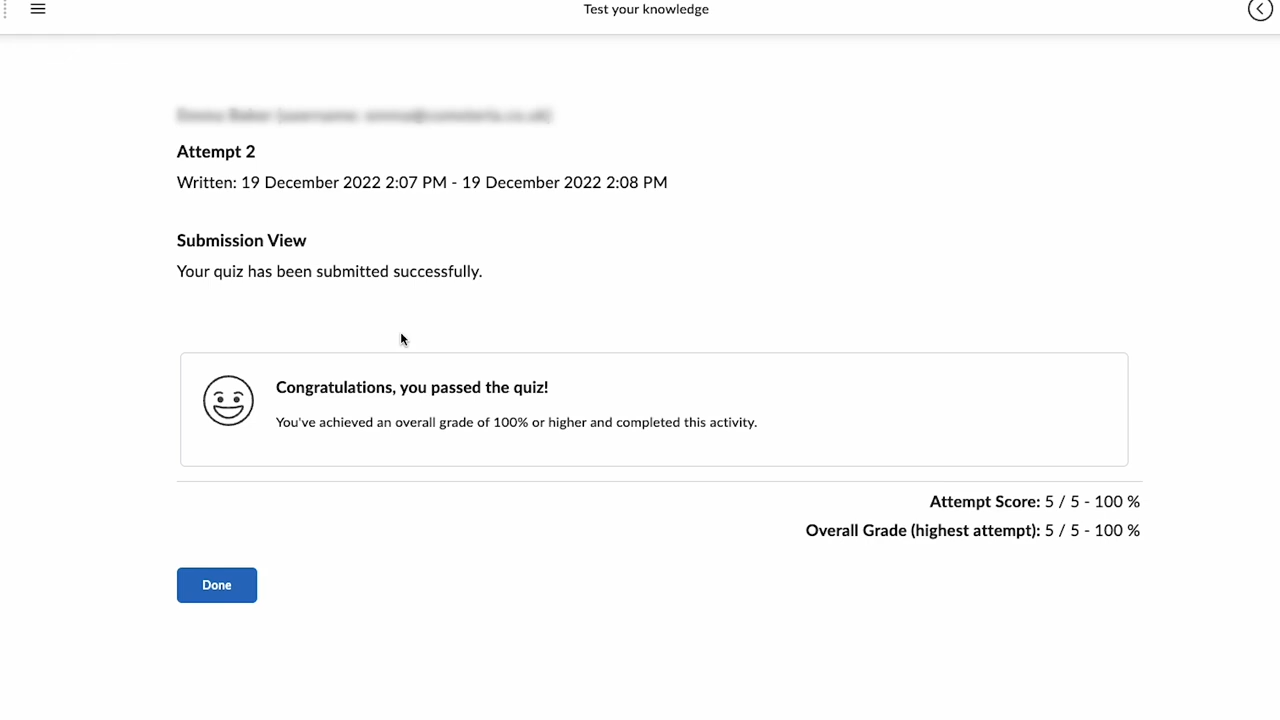 Test your knowledge
Attempt 2
Written: 19 December 2022 2:07 PM - 19 December 2022 2:08 PM
Submission View
Your quiz has been submitted successfully.
Congratulations, you passed the quiz!
You've achieved an overall grade of 100% or higher and completed this activity.
Attempt Score: 5 / 5 - 100 %
Overall Grade (highest attempt): 5 / 5 - 100 %
Done